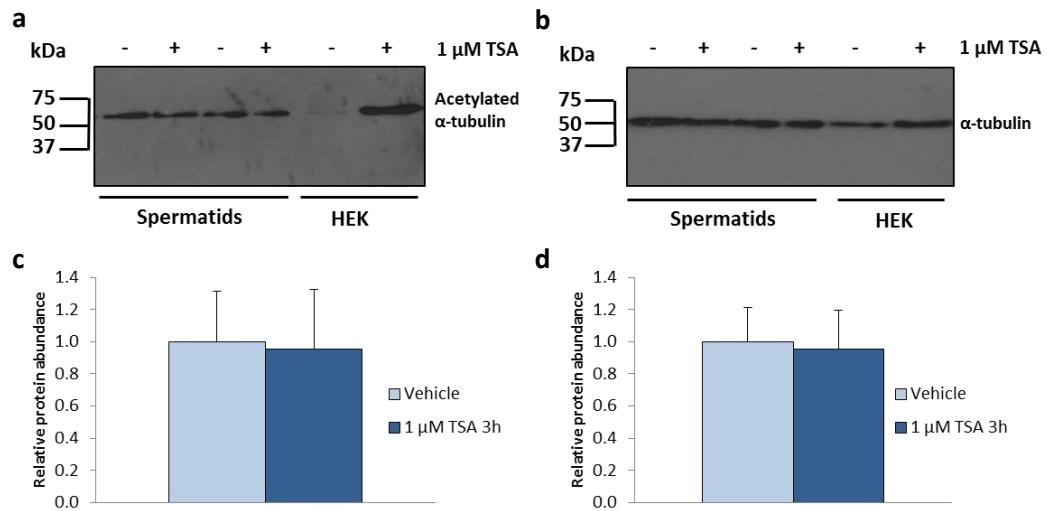 a
kDa - + - + - + 1 µM TSA
75
50
37
Acetylated
α-tubulin
Spermatids HEK
b
kDa - + - + - + 1 µM TSA
75
50
37
α-tubulin
Spermatids HEK
c
Relative protein abundance
1.4
1.2
1.0
0.8
0.6
0.4
0.2
0.0
Vehicle
1 µM TSA 3h
d
Relative protein abundance
1.4
1.2
1.0
0.8
0.6
0.4
0.2
0.0
Vehicle
1 µM TSA 3h